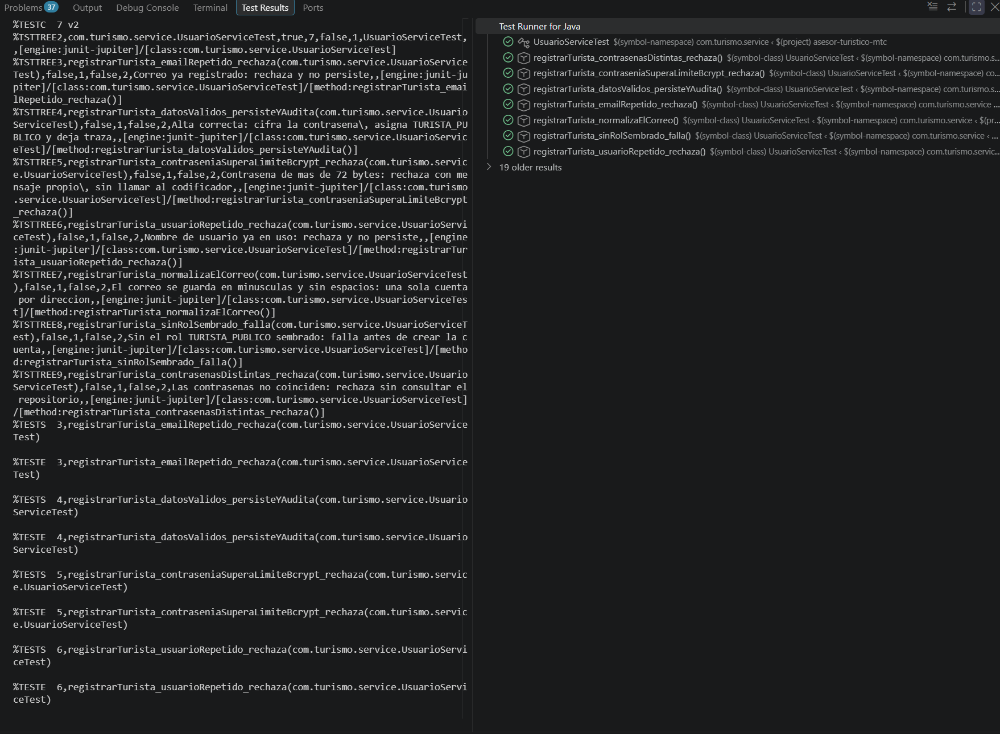 Problems 37 Output Debug Console Terminal Test Results Ports
%TESTC  7 v2
%TSTTREE2,com.turismo.service.UsuarioServiceTest,true,7,false,1,UsuarioServiceTest,
,[engine:junit-jupiter]/[class:com.turismo.service.UsuarioServiceTest]
%TSTTREE3,registrarTurista_emailRepetido_rechaza(com.turismo.service.UsuarioService
Test),false,1,false,2,Correo ya registrado: rechaza y no persiste,,[engine:junit-ju
piter]/[class:com.turismo.service.UsuarioServiceTest]/[method:registrarTurista_emai
lRepetido_rechaza()]
%TSTTREE4,registrarTurista_datosValidos_persisteYAudita(com.turismo.service.Usuario
ServiceTest),false,1,false,2,Alta correcta: cifra la contrasena\, asigna TURISTA_PU
BLICO y deja traza,,[engine:junit-jupiter]/[class:com.turismo.service.UsuarioServic
eTest]/[method:registrarTurista_datosValidos_persisteYAudita()]
%TSTTREE5,registrarTurista_contraseniaSuperaLimiteBcrypt_rechaza(com.turismo.servic
e.UsuarioServiceTest),false,1,false,2,Contrasena de mas de 72 bytes: rechaza con me
nsaje propio\, sin llamar al codificador,,[engine:junit-jupiter]/[class:com.turismo
.service.UsuarioServiceTest]/[method:registrarTurista_contraseniaSuperaLimiteBcrypt
_rechaza()]
%TSTTREE6,registrarTurista_usuarioRepetido_rechaza(com.turismo.service.UsuarioServi
ceTest),false,1,false,2,Nombre de usuario ya en uso: rechaza y no persiste,,[engine
:junit-jupiter]/[class:com.turismo.service.UsuarioServiceTest]/[method:registrarTur
ista_usuarioRepetido_rechaza()]
%TSTTREE7,registrarTurista_normalizaElCorreo(com.turismo.service.UsuarioServiceTest
),false,1,false,2,El correo se guarda en minusculas y sin espacios: una sola cuenta
 por direccion,,[engine:junit-jupiter]/[class:com.turismo.service.UsuarioServiceTes
t]/[method:registrarTurista_normalizaElCorreo()]
%TSTTREE8,registrarTurista_sinRolSembrado_falla(com.turismo.service.UsuarioServiceT
est),false,1,false,2,Sin el rol TURISTA_PUBLICO sembrado: falla antes de crear la c
uenta,,[engine:junit-jupiter]/[class:com.turismo.service.UsuarioServiceTest]/[metho
d:registrarTurista_sinRolSembrado_falla()]
%TSTTREE9,registrarTurista_contrasenasDistintas_rechaza(com.turismo.service.Usuario
ServiceTest),false,1,false,2,Las contrasenas no coinciden: rechaza sin consultar el
 repositorio,,[engine:junit-jupiter]/[class:com.turismo.service.UsuarioServiceTest]
/[method:registrarTurista_contrasenasDistintas_rechaza()]
%TESTS  3,registrarTurista_emailRepetido_rechaza(com.turismo.service.UsuarioService
Test)
%TESTE  3,registrarTurista_emailRepetido_rechaza(com.turismo.service.UsuarioService
Test)
%TESTS  4,registrarTurista_datosValidos_persisteYAudita(com.turismo.service.Usuario
ServiceTest)
%TESTE  4,registrarTurista_datosValidos_persisteYAudita(com.turismo.service.Usuario
ServiceTest)
%TESTS  5,registrarTurista_contraseniaSuperaLimiteBcrypt_rechaza(com.turismo.servic
e.UsuarioServiceTest)
%TESTE  5,registrarTurista_contraseniaSuperaLimiteBcrypt_rechaza(com.turismo.servic
e.UsuarioServiceTest)
%TESTS  6,registrarTurista_usuarioRepetido_rechaza(com.turismo.service.UsuarioServi
ceTest)
%TESTE  6,registrarTurista_usuarioRepetido_rechaza(com.turismo.service.UsuarioServi
ceTest)
Test Runner for Java
UsuarioServiceTest $(symbol-namespace) com.turismo.service ‹ $(project) asesor-turistico-mtc
registrarTurista_contrasenasDistintas_rechaza() $(symbol-class) UsuarioServiceTest ‹ $(symbol-namespace) com.turismo.s...
registrarTurista_contraseniaSuperaLimiteBcrypt_rechaza() $(symbol-class) UsuarioServiceTest ‹ $(symbol-namespace) co...
registrarTurista_datosValidos_persisteYAudita() $(symbol-class) UsuarioServiceTest ‹ $(symbol-namespace) com.turismo.s...
registrarTurista_emailRepetido_rechaza() $(symbol-class) UsuarioServiceTest ‹ $(symbol-namespace) com.turismo.service ...
registrarTurista_normalizaElCorreo() $(symbol-class) UsuarioServiceTest ‹ $(symbol-namespace) com.turismo.service ‹ $(pr...
registrarTurista_sinRolSembrado_falla() $(symbol-class) UsuarioServiceTest ‹ $(symbol-namespace) com.turismo.service ‹ ...
registrarTurista_usuarioRepetido_rechaza() $(symbol-class) UsuarioServiceTest ‹ $(symbol-namespace) com.turismo.servic...
19 older results